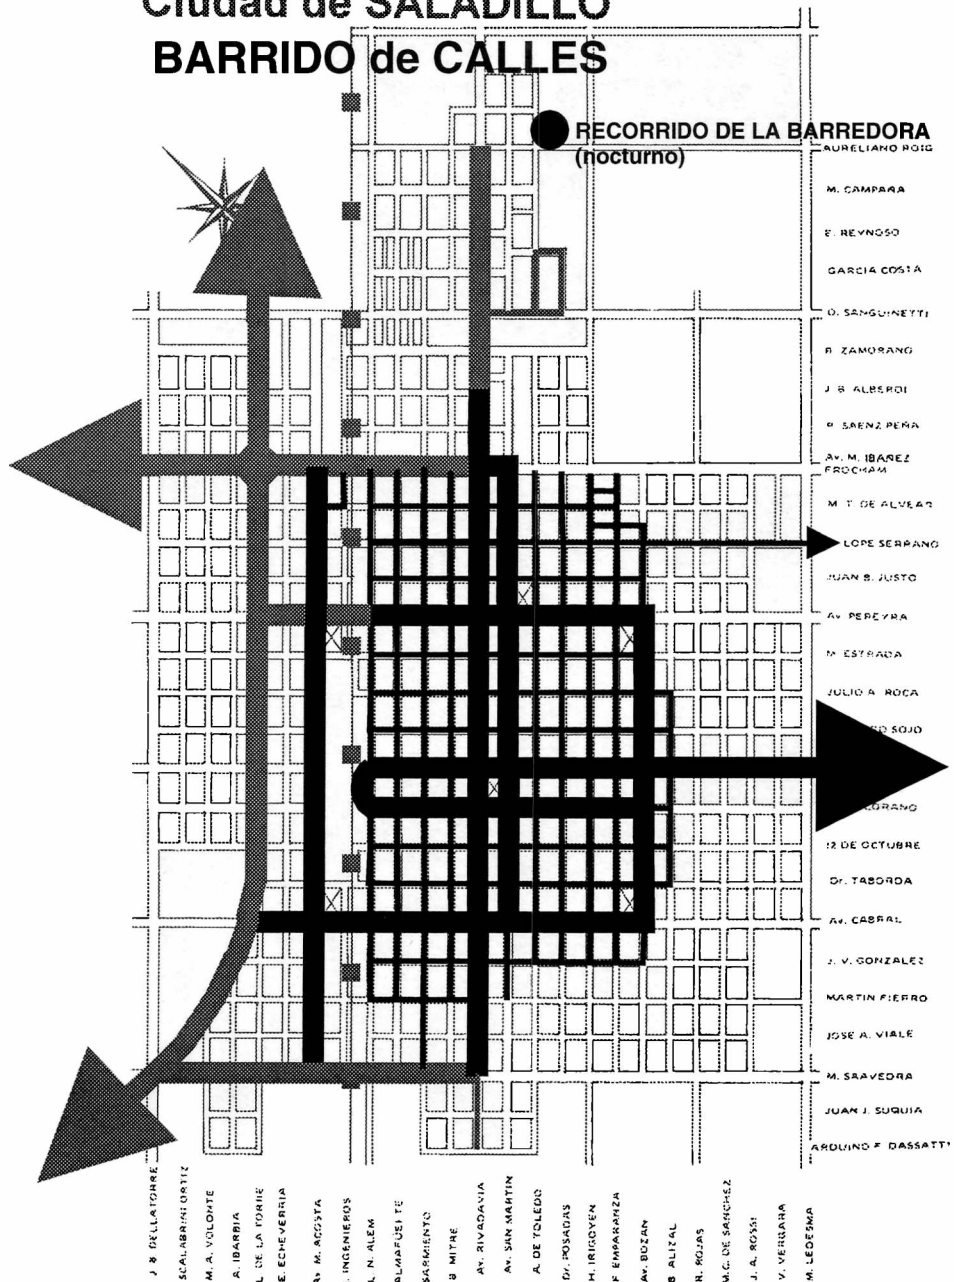 Ciudad de SALADILLO
BARRIDO de CALLES
RECORRIDO DE LA BARREDORA
(nocturno)
AURELIANO ROIG
M. CAMPAÑA
E. REYNOSO
GARCIA COSTA
D. SANGUINETTI
R. ZAMORANO
J. B. ALBERDI
R. SAENZ PEÑA
Av. M. IBAÑEZ
FROCHAM
M. T. DE ALVEAR
LOPE SERRANO
JUAN B. JUSTO
Av. PEREYRA
M. ESTRADA
JULIO A. ROCA
SOJO
12 DE OCTUBRE
Dr. TABORDA
Av. CABRAL
J. V. GONZALEZ
MARTIN FIERRO
JOSE A. VIALE
M. SAAVEDRA
JUAN J. SUQUIA
ARDUINO F. DASSATTI
J. B. DELLATORRE
SCALABRINI ORTIZ
M. A. VOLONTE
A. IBARBIA
L. DE LA TORRE
E. ECHEVERRIA
Av. M. ACOSTA
INGENIEROS
L. N. ALEM
ALMAFUERTE
SARMIENTO
B. MITRE
Av. RIVADAVIA
Av. SAN MARTIN
A. DE TOLEDO
Dr. POSADAS
H. IRIGOYEN
F. EMPARANZA
Av. BOZAN
B. ALIZAL
R. ROJAS
M.C. DE SANCHEZ
J. A. ROSSI
V. VERGARA
M. LEDESMA